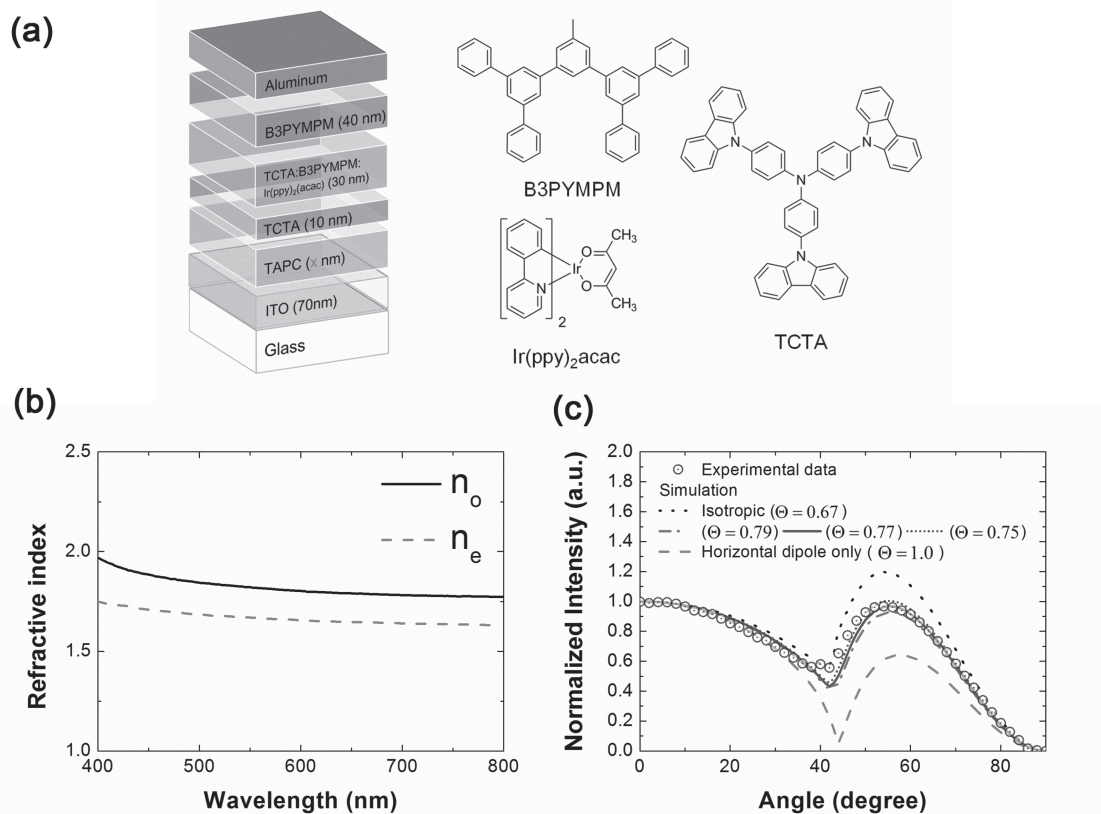 (a)
Aluminum
B3PYMPM (40 nm)
TCTA:B3PYMPM:
Ir(ppy)₂(acac) (30 nm)
TCTA (10 nm)
TAPC (x nm)
ITO (70nm)
Glass
B3PYMPM
CH₃
O
Ir
O
N
CH₃
2
Ir(ppy)₂acac
N
N
N
N
TCTA
(b)
2.5
2.0
1.5
1.0
Refractive index
nₒ
nₑ
400 500 600 700 800
Wavelength (nm)
(c)
2.0
1.8
1.6
1.4
1.2
1.0
0.8
0.6
0.4
0.2
0.0
Normalized Intensity (a.u.)
Experimental data
Simulation
Isotropic (Θ = 0.67)
(Θ = 0.79) (Θ = 0.77) (Θ = 0.75)
Horizontal dipole only ( Θ = 1.0 )
0 20 40 60 80
Angle (degree)